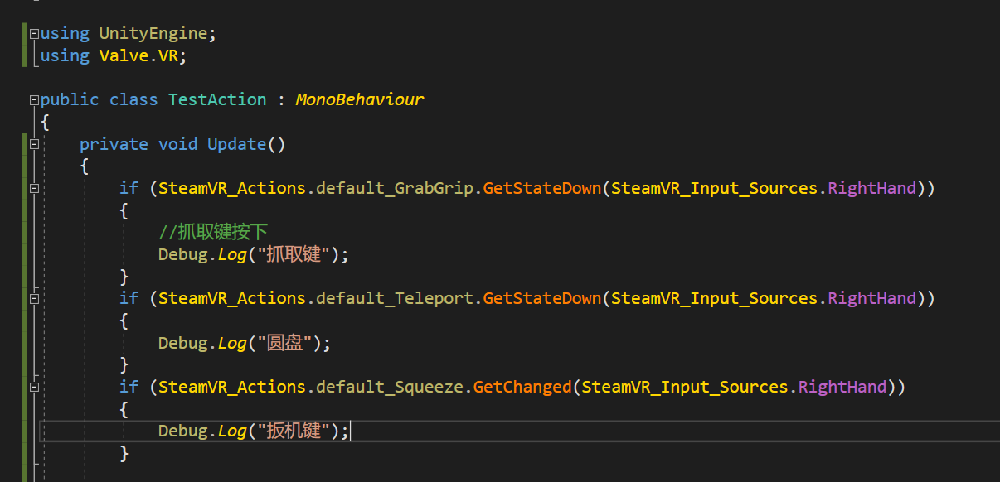 using UnityEngine;
using Valve.VR;
public class TestAction : MonoBehaviour
{
private void Update()
{
if (SteamVR_Actions.default_GrabGrip.GetStateDown(SteamVR_Input_Sources.RightHand))
{
//抓取键按下
Debug.Log("抓取键");
}
if (SteamVR_Actions.default_Teleport.GetStateDown(SteamVR_Input_Sources.RightHand))
{
Debug.Log("圆盘");
}
if (SteamVR_Actions.default_Squeeze.GetChanged(SteamVR_Input_Sources.RightHand))
{
Debug.Log("扳机键");
}